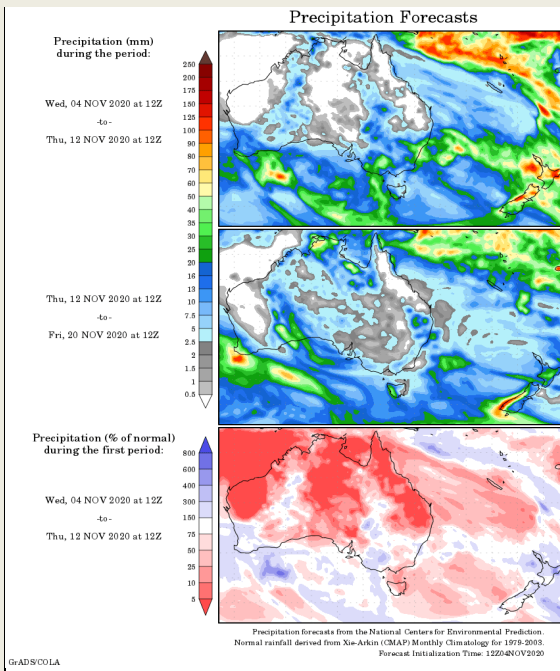 Precipitation Forecasts
Precipitation (mm)
during the period:
Wed, 04 NOV 2020 at 12Z
-to-
Thu, 12 NOV 2020 at 12Z
250
200
175
150
125
100
90
80
70
60
50
40
35
30
25
20
16
13
10
7.5
5
2.5
2
1.5
1
0.5
Thu, 12 NOV 2020 at 12Z
-to-
Fri, 20 NOV 2020 at 12Z
Precipitation (% of normal)
during the first period:
Wed, 04 NOV 2020 at 12Z
-to-
Thu, 12 NOV 2020 at 12Z
800
600
400
300
150
75
50
25
10
5
Precipitation forecasts from the National Centers for Environmental Prediction.
Normal rainfall derived from Xie-Arkin (CMAP) Monthly Climatology for 1979-2003.
Forecast Initialization Time: 12Z04NOV2020
GrADS/COLA